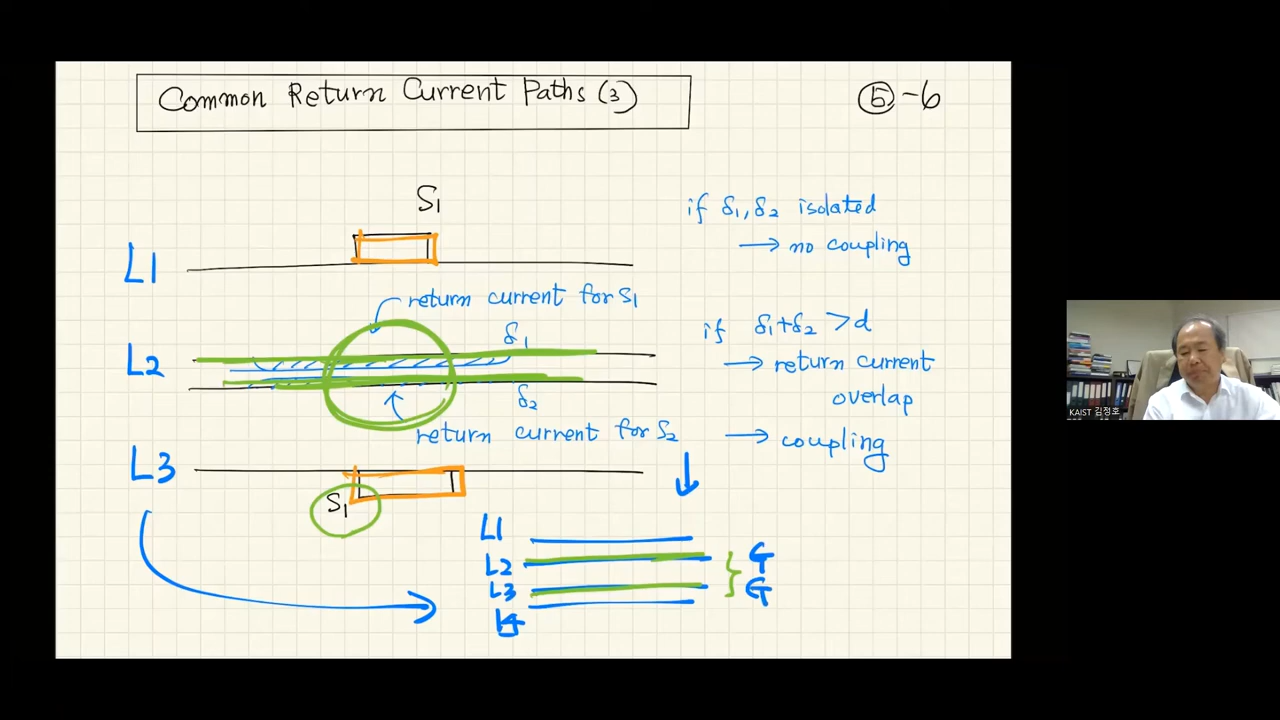 Common Return Current Paths (3)
⑤-6
S1
if δ1, δ2 isolated
→ no coupling
L1
return current for S1
δ1
if δ1+δ2 > d
L2
→ return current
overlap
δ2
return current for S2
→ coupling
L3
S1
L1
L2
G
L3
G
L4
KAIST 김정호